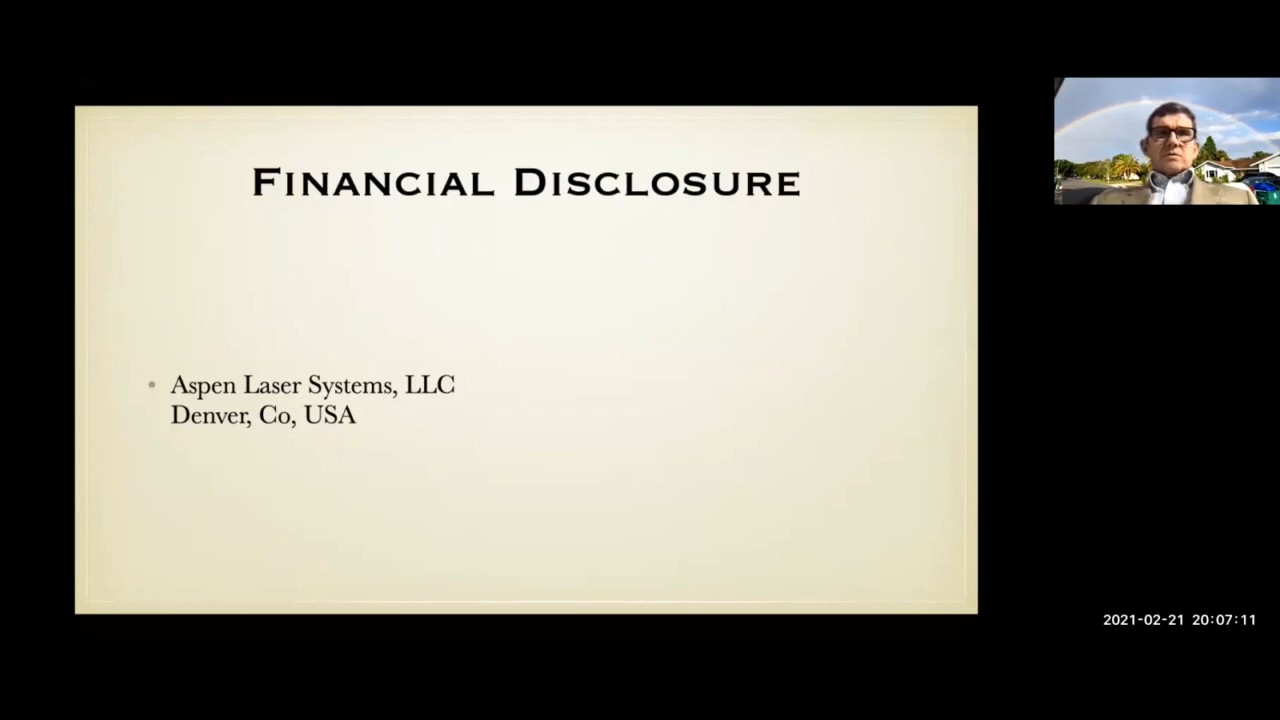 Financial Disclosure
• Aspen Laser Systems, LLC
Denver, Co, USA
2021-02-21 20:07:11